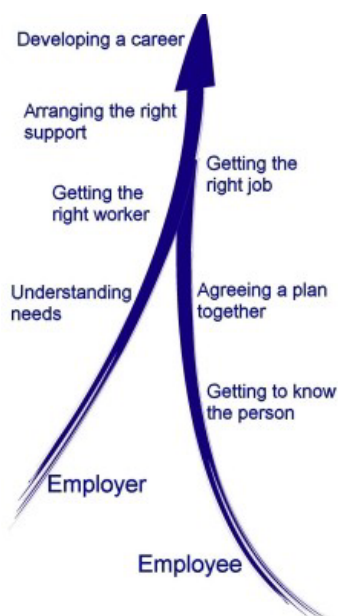 Developing a career
Arranging the right
support
Getting the
right job
Getting the
right worker
Understanding
needs
Agreeing a plan
together
Getting to know
the person
Employer
Employee